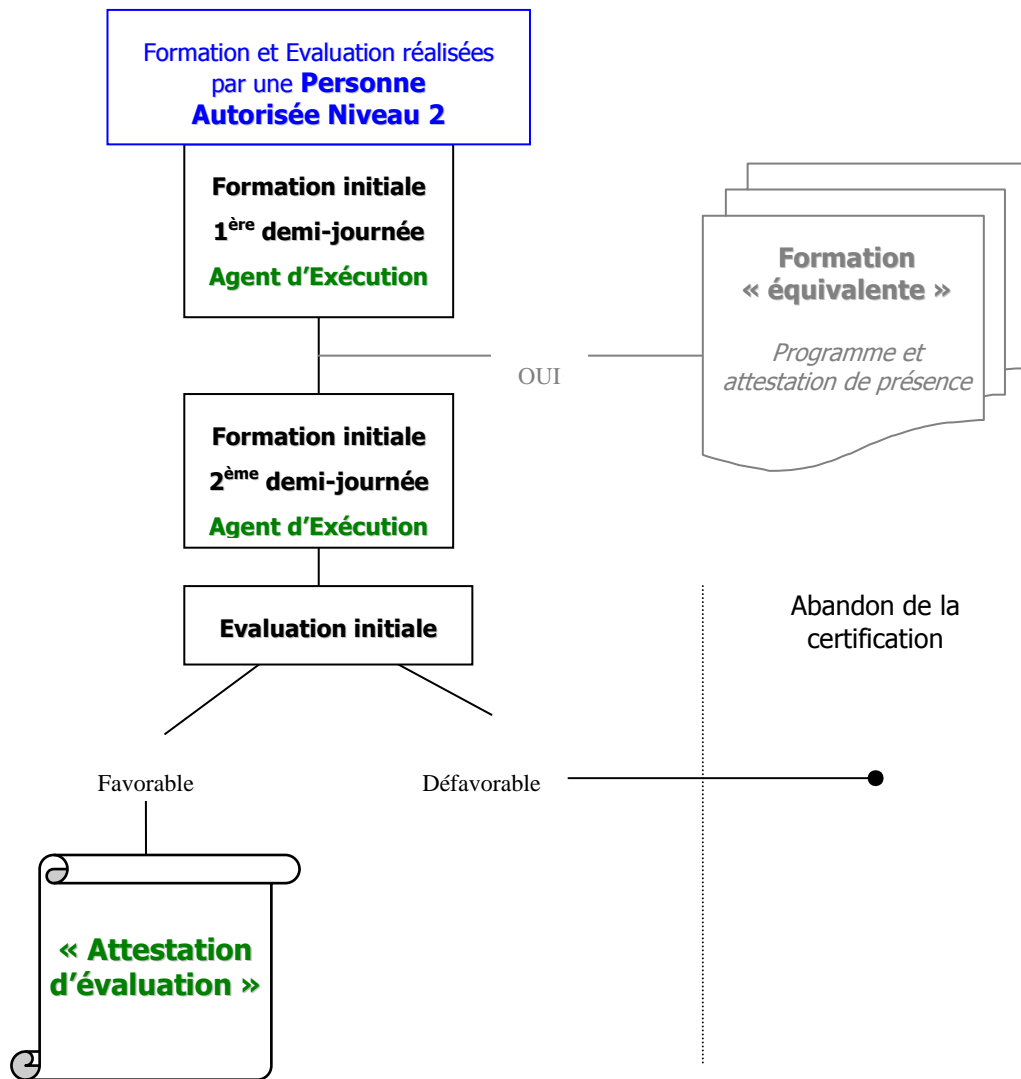 Formation et Evaluation réalisées
par une Personne
Autorisée Niveau 2
Formation initiale
1ère demi-journée
Agent d'Exécution
Formation
« équivalente »
Programme et
attestation de présence
OUI
Formation initiale
2ème demi-journée
Agent d'Exécution
Evaluation initiale
Abandon de la
certification
Favorable
Défavorable
« Attestation
d'évaluation »